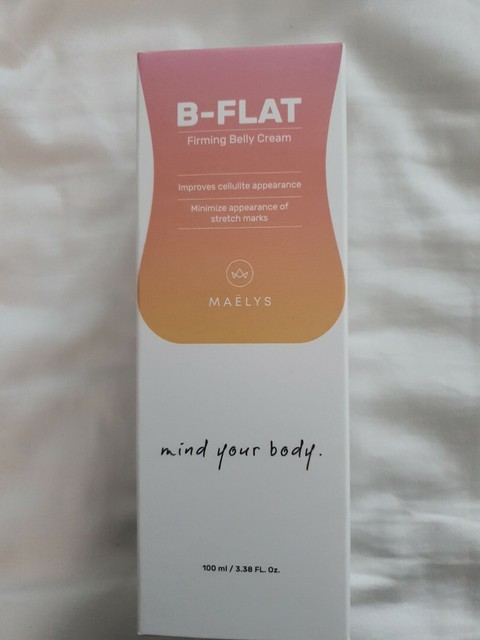 B-FLAT
Firming Belly Cream
Improves cellulite appearance
Minimize appearance of
stretch marks
MAËLYS
mind your body.
100 ml / 3.38 FL. Oz.